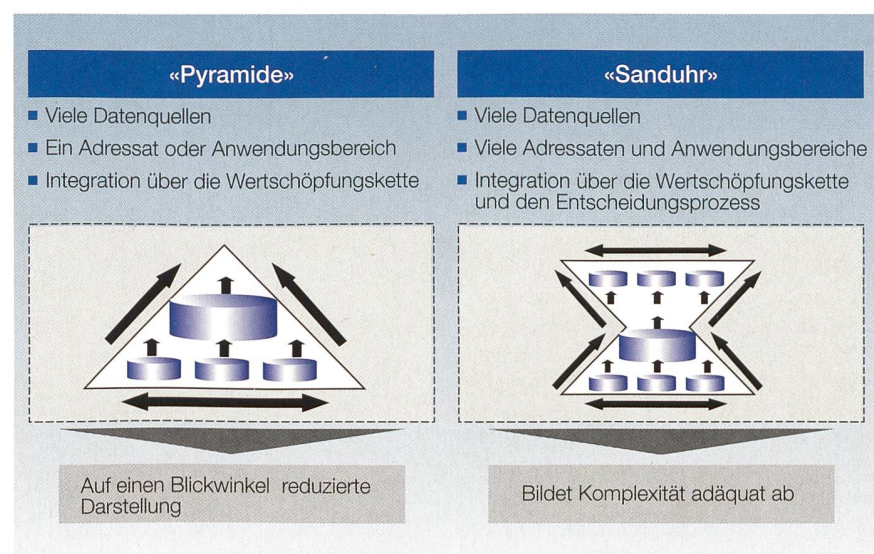 «Pyramide»
Viele Datenquellen
Ein Adressat oder Anwendungsbereich
Integration über die Wertschöpfungskette
Auf einen Blickwinkel reduzierte
Darstellung
«Sanduhr»
Viele Datenquellen
Viele Adressaten und Anwendungsbereiche
Integration über die Wertschöpfungskette
und den Entscheidungsprozess
Bildet Komplexität adäquat ab